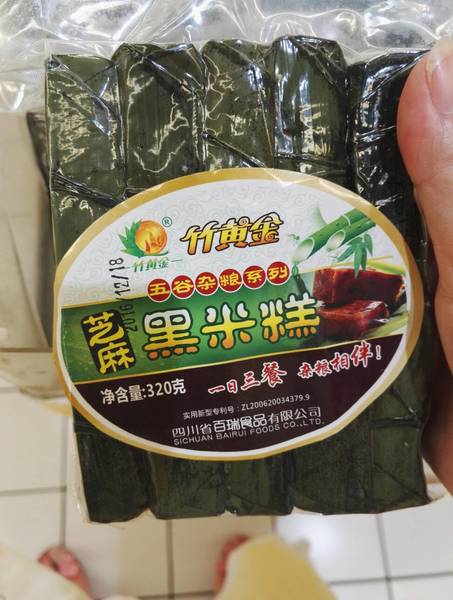 竹黄金
®
竹黄金
五谷杂粮系列
芝麻
黑米糕
2016/12/18
净含量:320克
一日三餐 杂粮相伴!
实用新型专利号:ZL200620034379.9
四川省百瑞食品有限公司
SICHUAN BAIRUI FOODS CO.,LTD.